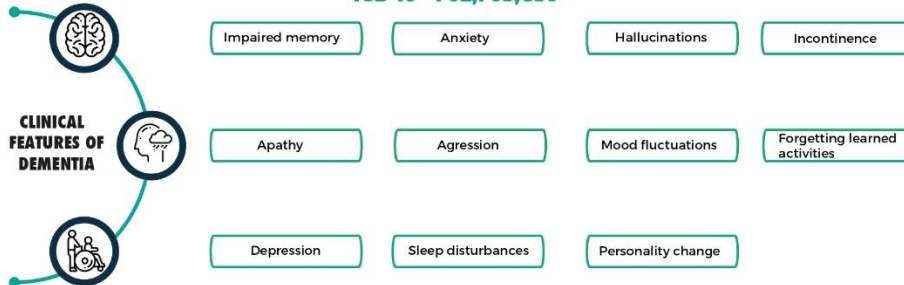 Impaired memory
Anxiety
Hallucinations
Incontinence
CLINICAL
FEATURES OF
DEMENTIA
Apathy
Agression
Mood fluctuations
Forgetting learned
activities
Depression
Sleep disturbances
Personality change